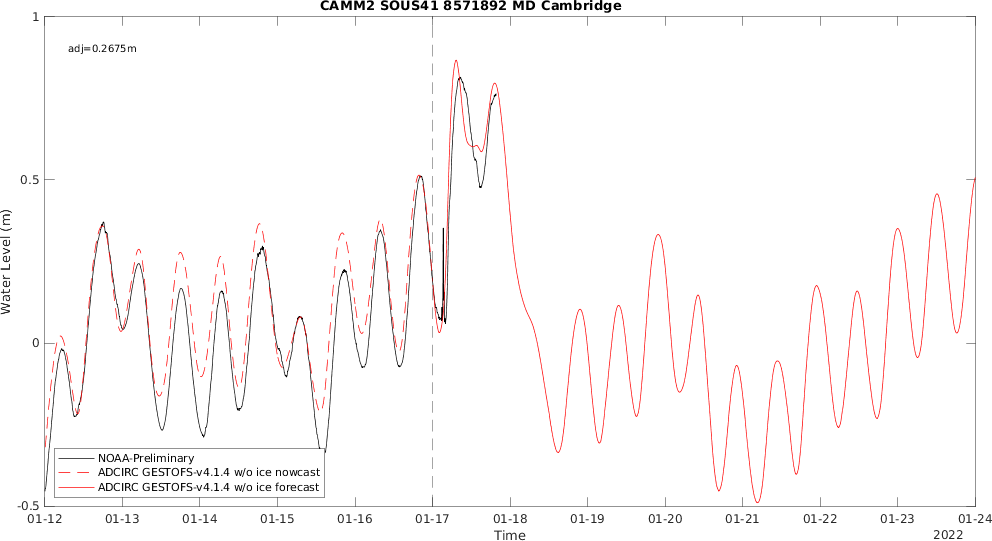 CAMM2 SOUS41 8571892 MD Cambridge
1
adj=0.2675m
0.5
Water Level (m)
0
NOAA-Preliminary
ADCIRC GESTOFS-v4.1.4 w/o ice nowcast
ADCIRC GESTOFS-v4.1.4 w/o ice forecast
-0.5
01-12 01-13 01-14 01-15 01-16 01-17 01-18 01-19 01-20 01-21 01-22 01-23 01-24
Time 2022